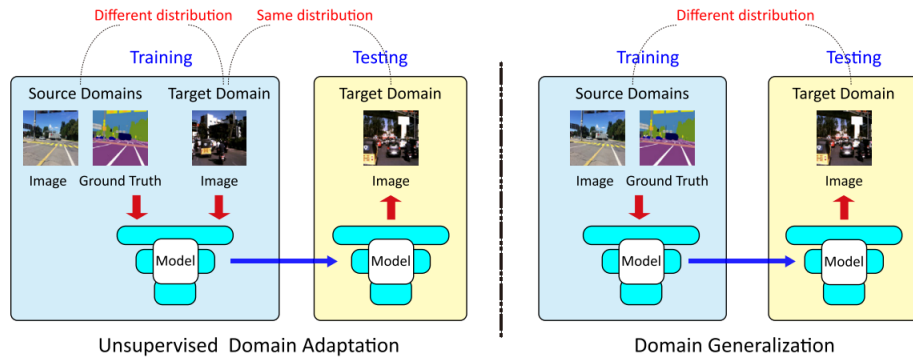 Different distribution
Same distribution
Training
Testing
Source Domains
Target Domain
Target Domain
Image
Ground Truth
Image
Image
Model
Model
Unsupervised Domain Adaptation
Different distribution
Training
Testing
Source Domains
Target Domain
Image
Ground Truth
Image
Model
Model
Domain Generalization